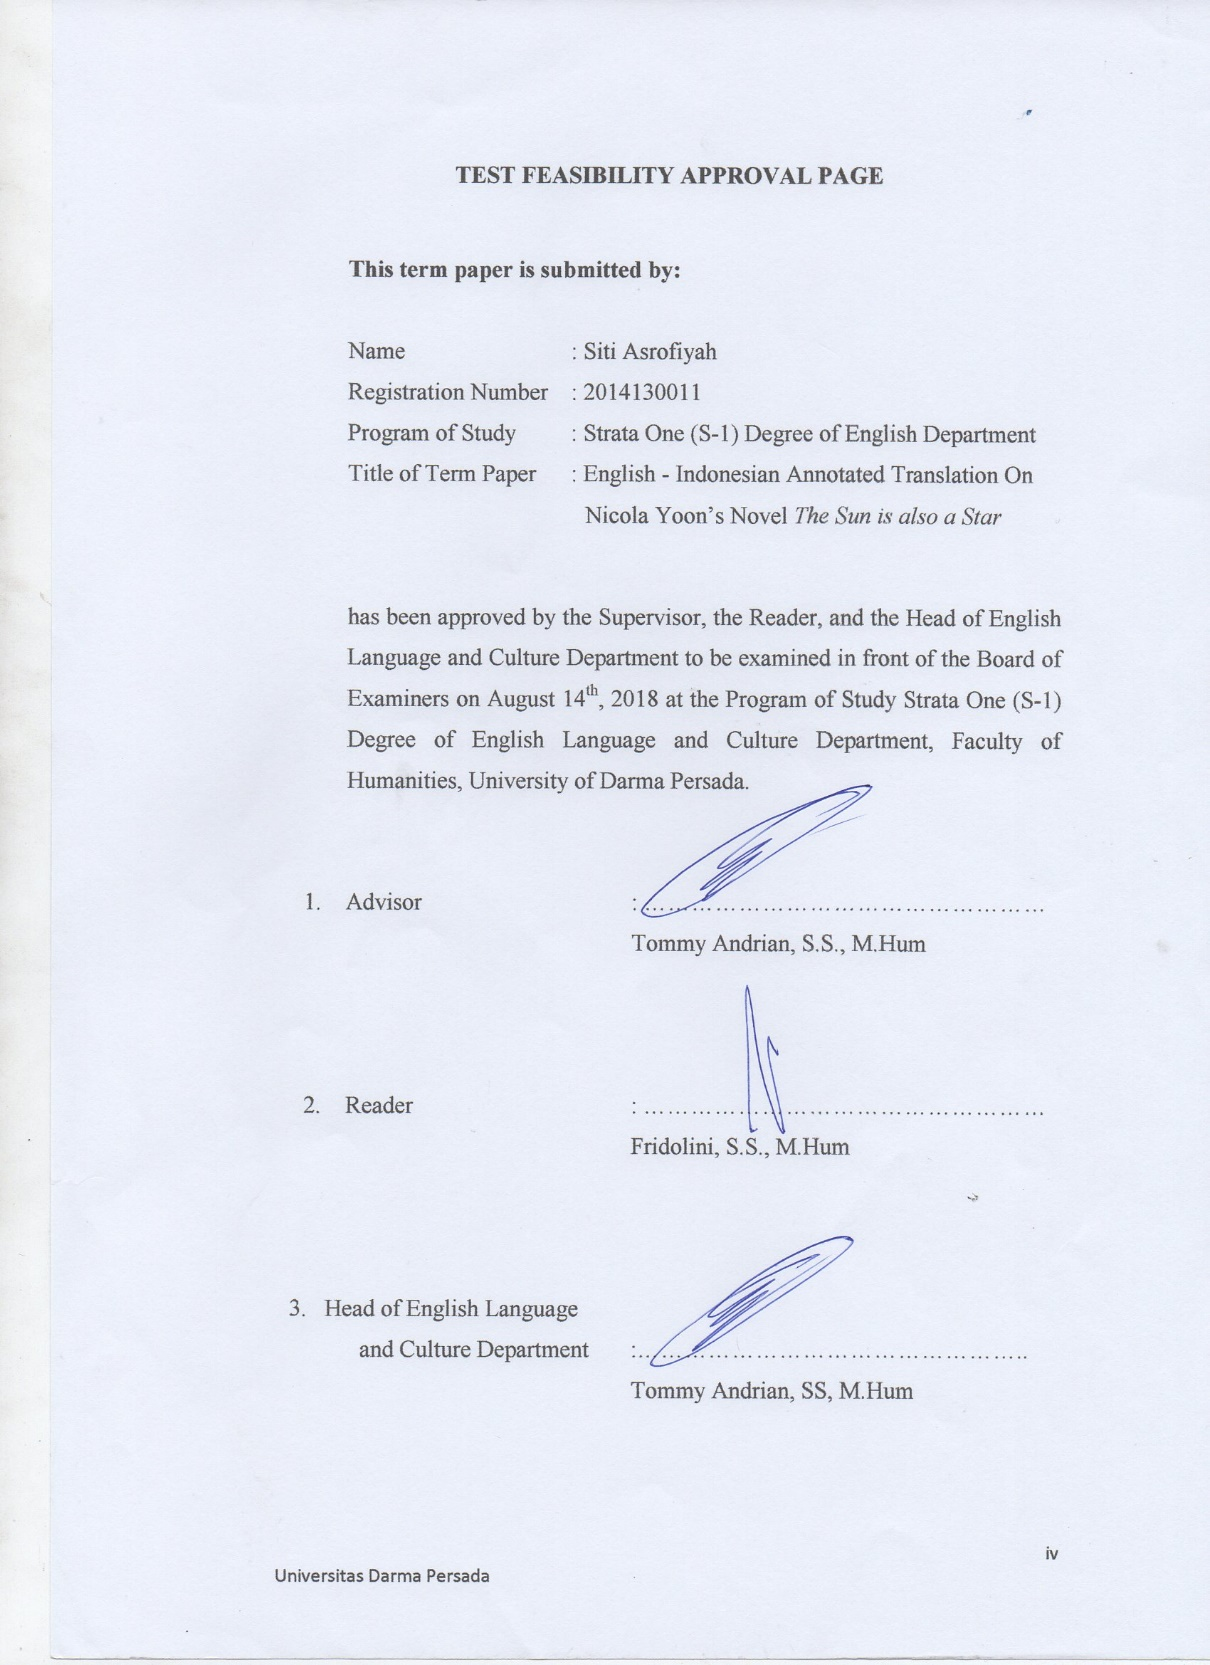 TEST FEASIBILITY APPROVAL PAGE
This term paper is submitted by:
Name : Siti Asrofiyah
Registration Number : 2014130011
Program of Study : Strata One (S-1) Degree of English Department
Title of Term Paper : English - Indonesian Annotated Translation On
Nicola Yoon's Novel The Sun is also a Star
has been approved by the Supervisor, the Reader, and the Head of English
Language and Culture Department to be examined in front of the Board of
Examiners on August 14th, 2018 at the Program of Study Strata One (S-1)
Degree of English Language and Culture Department, Faculty of
Humanities, University of Darma Persada.
1. Advisor :……………………………………………
Tommy Andrian, S.S., M.Hum
2. Reader : ……………………………………………
Fridolini, S.S., M.Hum
3. Head of English Language
and Culture Department :……………………………………………
Tommy Andrian, SS, M.Hum
iv
Universitas Darma Persada